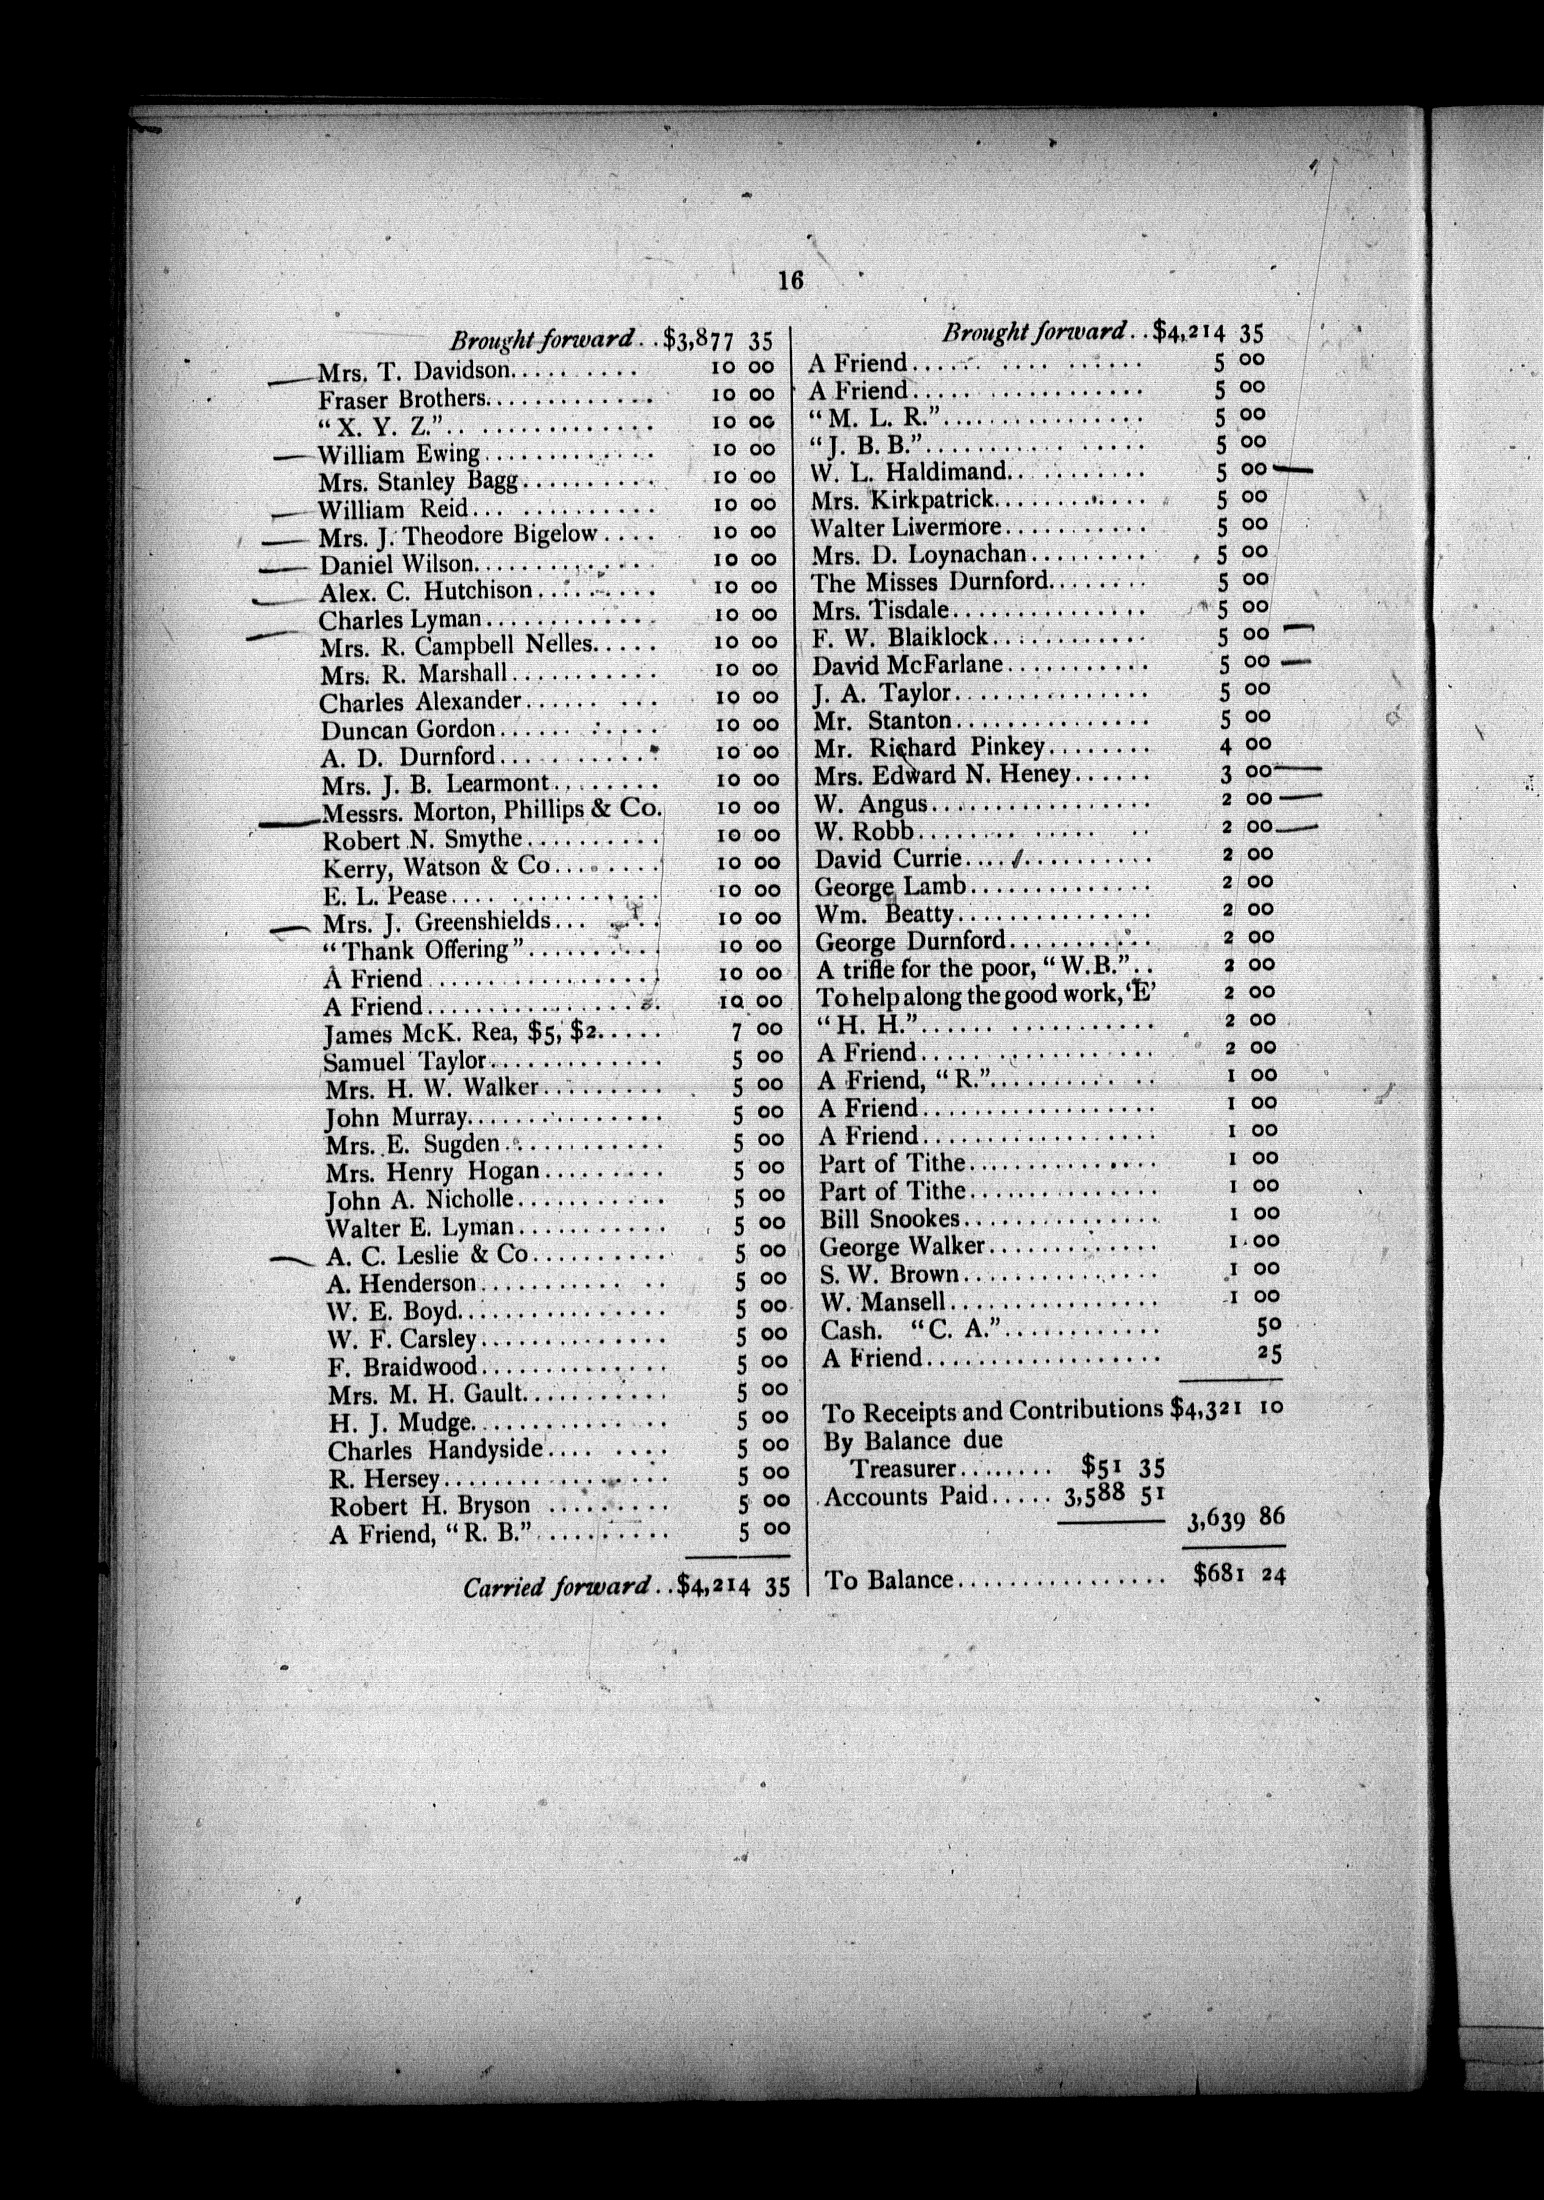 16
Brought forward. . $3,877 35
Mrs. T. Davidson.......... 10 00
Fraser Brothers............. 10 00
“X. Y. Z.”.. ............. 10 00
William Ewing............. 10 00
Mrs. Stanley Bagg.......... 10 00
William Reid... .......... 10 00
Mrs. J. Theodore Bigelow.... 10 00
Daniel Wilson............. 10 00
Alex. C. Hutchison......... 10 00
Charles Lyman............. 10 00
Mrs. R. Campbell Nelles..... 10 00
Mrs. R. Marshall........... 10 00
Charles Alexander...... ... 10 00
Duncan Gordon........... 10 00
A. D. Durnford............ 10 00
Mrs. J. B. Learmont........ 10 00
Messrs. Morton, Phillips & Co. 10 00
Robert N. Smythe.......... 10 00
Kerry, Watson & Co........ 10 00
E. L. Pease.... ........... 10 00
Mrs. J. Greenshields... .... 10 00
“Thank Offering”.......... 10 00
A Friend.................. 10 00
A Friend.................. 10 00
James McK. Rea, $5, $2..... 7 00
Samuel Taylor............. 5 00
Mrs. H. W. Walker......... 5 00
John Murray.............. 5 00
Mrs. E. Sugden........... 5 00
Mrs. Henry Hogan......... 5 00
John A. Nicholle........... 5 00
Walter E. Lyman........... 5 00
A. C. Leslie & Co.......... 5 00
A. Henderson........... .. 5 00
W. E. Boyd............... 5 00
W. F. Carsley.............. 5 00
F. Braidwood.............. 5 00
Mrs. M. H. Gault........... 5 00
H. J. Mudge.............. 5 00
Charles Handyside.... .... 5 00
R. Hersey................. 5 00
Robert H. Bryson ......... 5 00
A Friend, “R. B.”.......... 5 00
Carried forward. . $4,214 35
Brought forward. . $4,214 35
A Friend...... .... ...... 5 00
A Friend..... ............ 5 00
“M. L. R.”................ 5 00
“J. B. B.”........... ..... 5 00
W. L. Haldimand.......... 5 00
Mrs. Kirkpatrick........... 5 00
Walter Livermore........... 5 00
Mrs. D. Loynachan......... 5 00
The Misses Durnford........ 5 00
Mrs. Tisdale............... 5 00
F. W. Blaiklock............ 5 00
David McFarlane........... 5 00
J. A. Taylor............... 5 00
Mr. Stanton............... 5 00
Mr. Richard Pinkey........ 4 00
Mrs. Edward N. Heney...... 3 00
W. Angus................. 2 00
W. Robb........ ..... .. 2 00
David Currie.............. 2 00
George Lamb.............. 2 00
Wm. Beatty............... 2 00
George Durnford........... 2 00
A trifle for the poor, “W.B.”.. 2 00
To help along the good work, ‘E’ 2 00
“H. H.”...... ........... 2 00
A Friend..... ............ 2 00
A Friend, “R.”.......... .. 1 00
A Friend.................. 1 00
A Friend.................. 1 00
Part of Tithe............... 1 00
Part of Tithe............... 1 00
Bill Snookes............... 1 00
George Walker............. 1 00
S. W. Brown............... 1 00
W. Mansell................ 1 00
Cash. “C. A.”............ 50
A Friend.................. 25
To Receipts and Contributions $4,321 10
By Balance due
Treasurer........ $51 35
Accounts Paid..... 3,588 51
3,639 86
To Balance................ $681 24